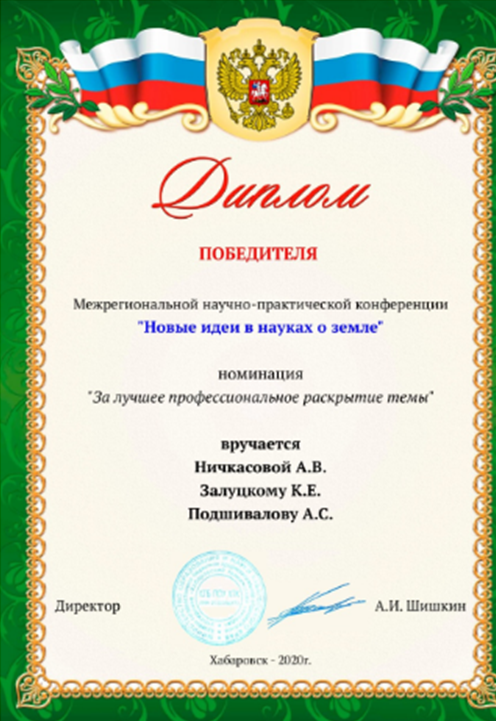 Диплом
ПОБЕДИТЕЛЯ
Межрегиональной научно-практической конференции
"Новые идеи в науках о земле"
номинация
"За лучшее профессиональное раскрытие темы"
вручается
Ничкасовой А.В.
Залуцкому К.Е.
Подшивалову А.С.
Директор
А.И. Шишкин
Хабаровск - 2020г.